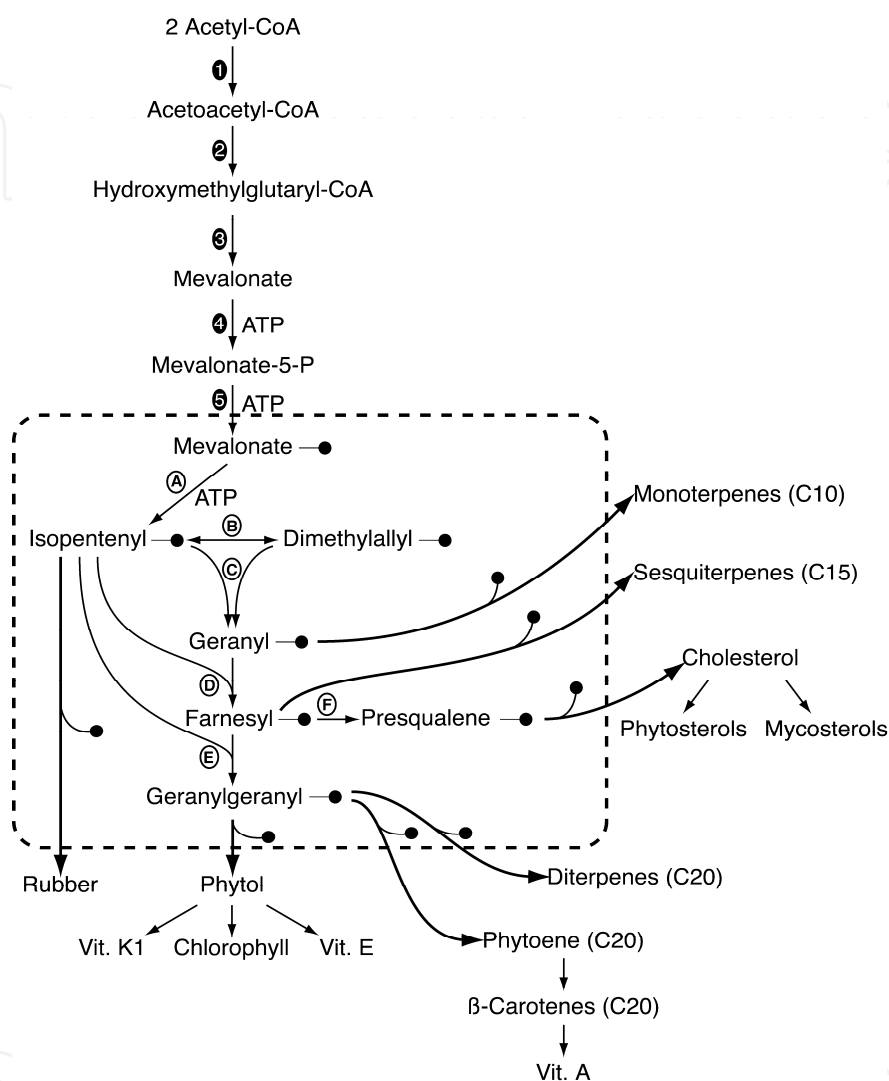 2 Acetyl-CoA
1
Acetoacetyl-CoA
2
Hydroxymethylglutaryl-CoA
3
Mevalonate
4 ATP
Mevalonate-5-P
5 ATP
Mevalonate
A
ATP
Monoterpenes (C10)
Isopentenyl
B
Dimethylallyl
C
Sesquiterpenes (C15)
Geranyl
Cholesterol
D
Farnesyl
F
Presqualene
Phytosterols
Mycosterols
E
Geranylgeranyl
Rubber
Phytol
Diterpenes (C20)
Vit. K1
Chlorophyll
Vit. E
Phytoene (C20)
ß-Carotenes (C20)
Vit. A